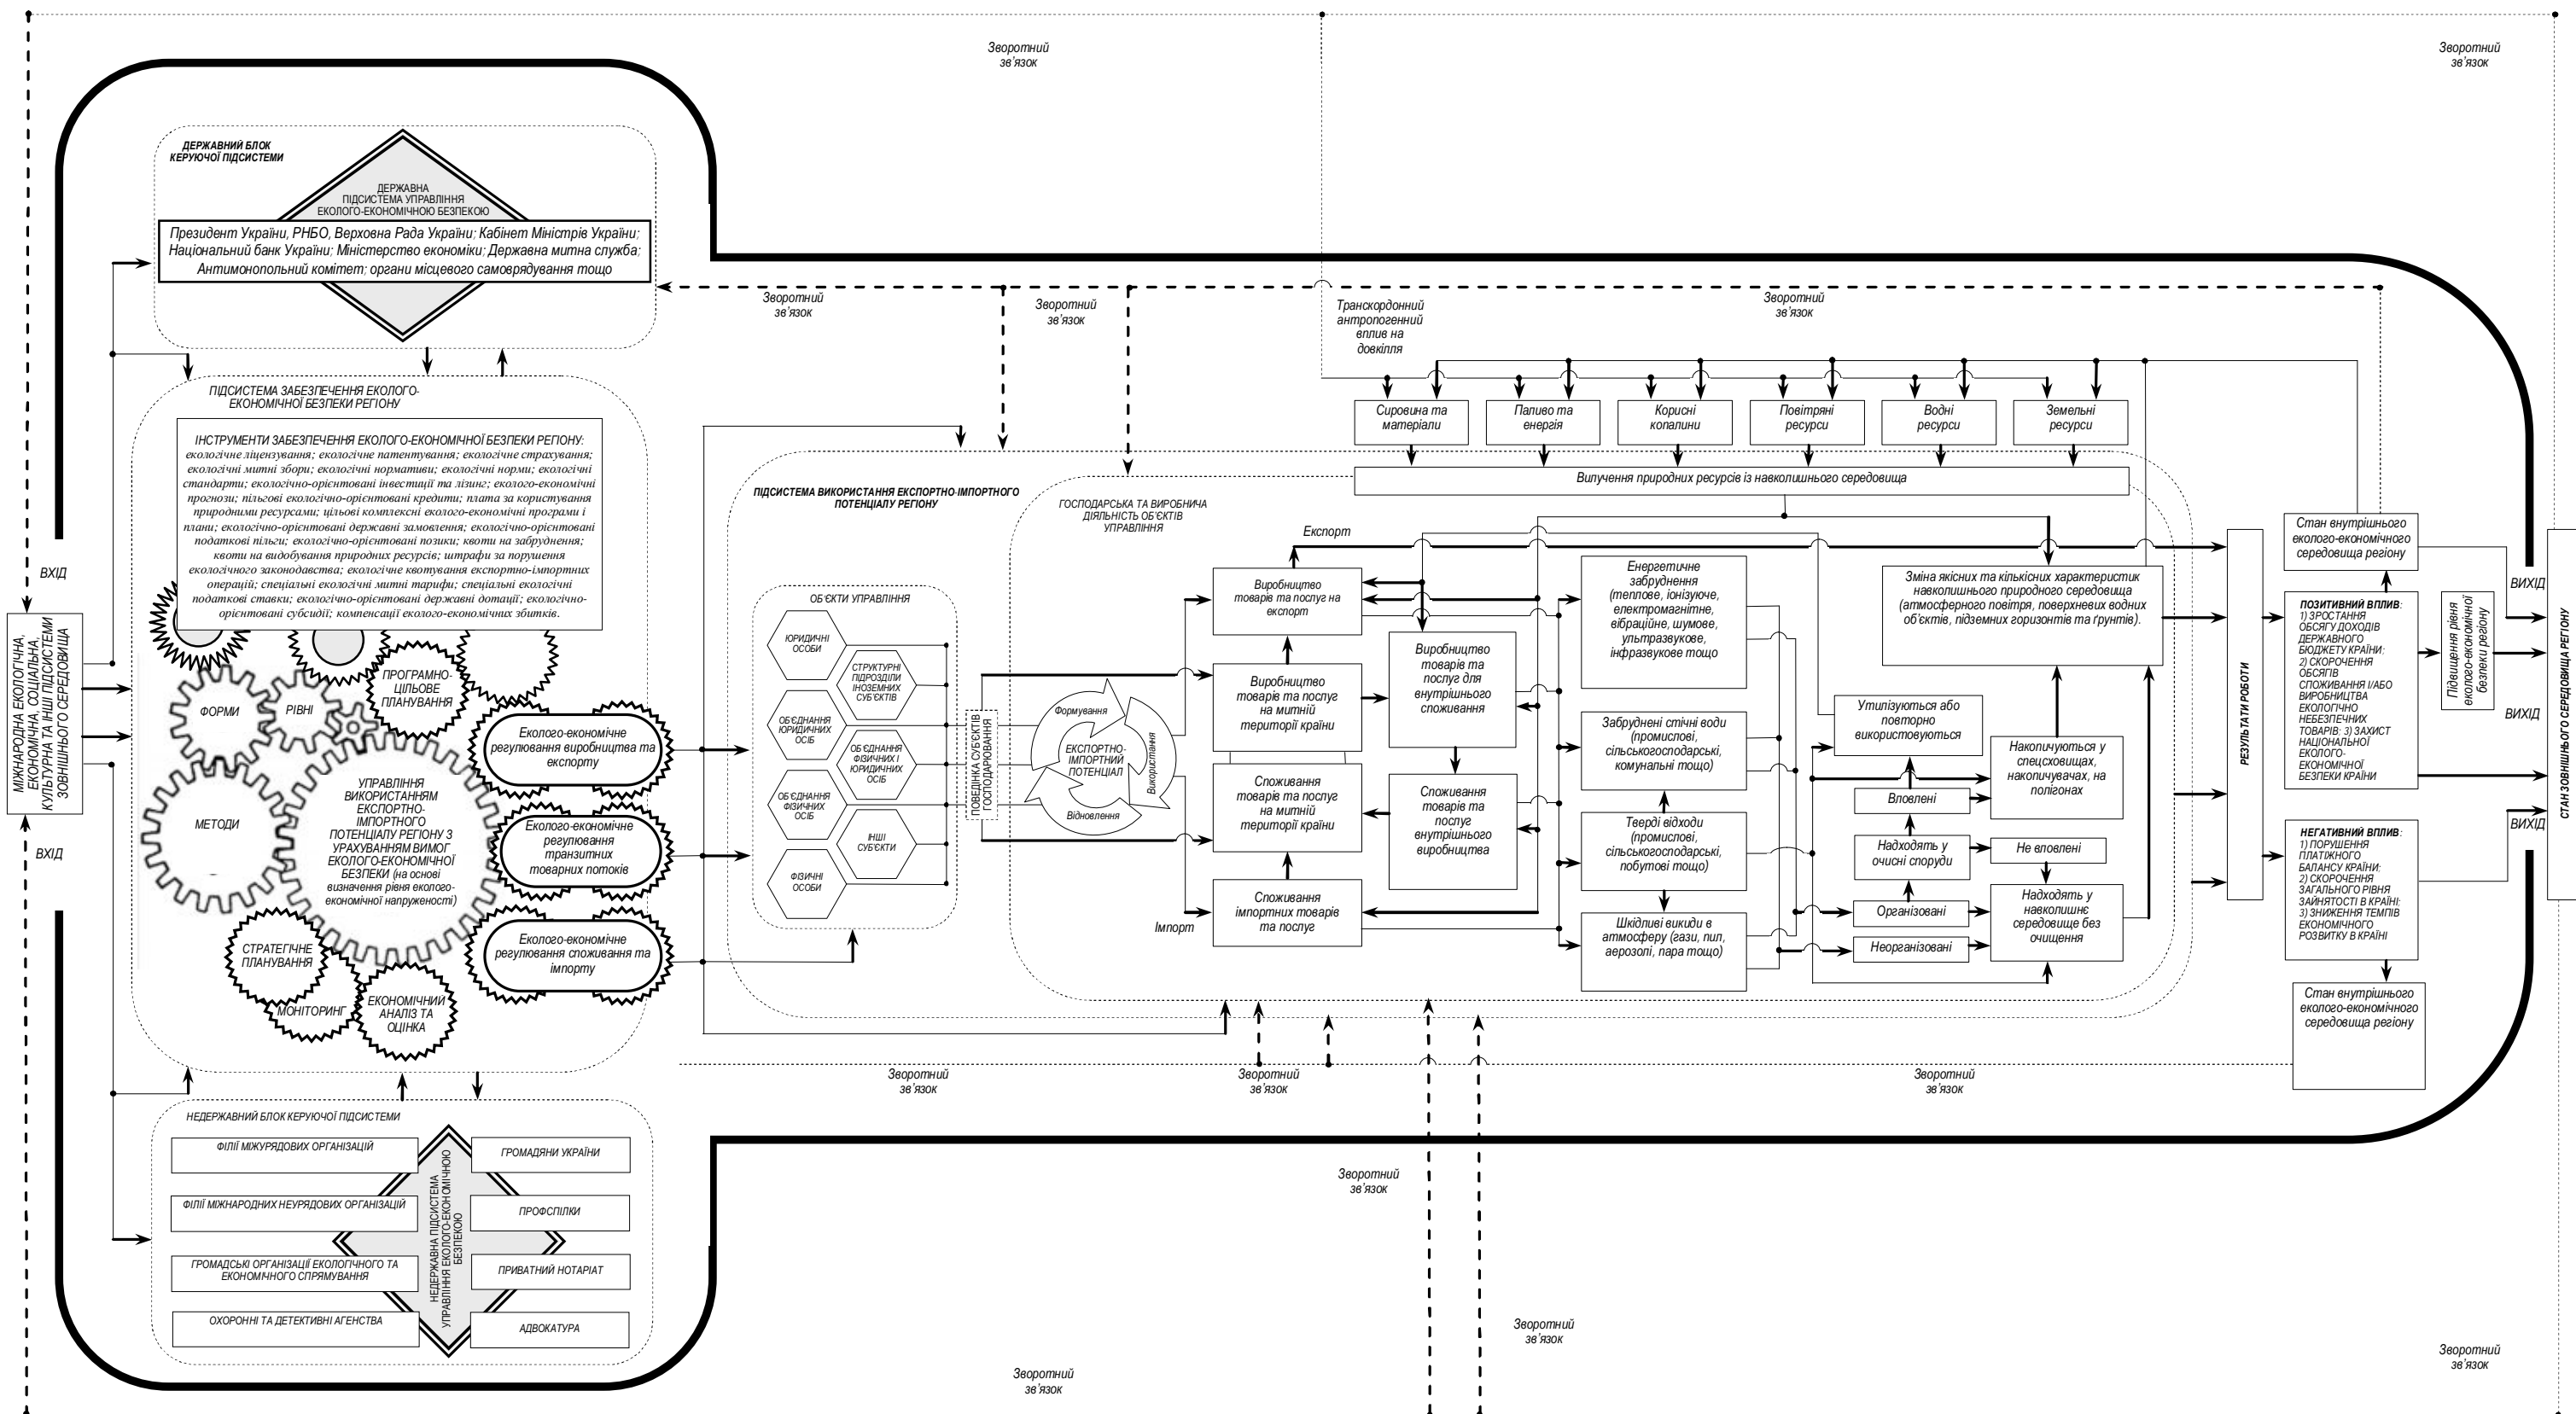 Зворотний
зв'язок
Зворотний
зв'язок
ДЕРЖАВНИЙ БЛОК
КЕРУЮЧОЇ ПІДСИСТЕМИ
ДЕРЖАВНА
ПІДСИСТЕМА УПРАВЛІННЯ
ЕКОЛОГО-ЕКОНОМІЧНОЮ БЕЗПЕКОЮ
Президент України, РНБО, Верховна Рада України; Кабінет Міністрів України;
Національний банк України; Міністерство економіки; Державна митна служба;
Антимонопольний комітет; органи місцевого самоврядування тощо
Зворотний
зв'язок
Зворотний
зв'язок
Транскордонний
антропогенний
вплив на
довкілля
Зворотний
зв'язок
ПІДСИСТЕМА ЗАБЕЗПЕЧЕННЯ ЕКОЛОГО-
ЕКОНОМІЧНОЇ БЕЗПЕКИ РЕГІОНУ
ІНСТРУМЕНТИ ЗАБЕЗПЕЧЕННЯ ЕКОЛОГО-ЕКОНОМІЧНОЇ БЕЗПЕКИ РЕГІОНУ:
екологічне ліцензування; екологічне патентування; екологічне страхування;
екологічні митні збори; екологічні нормативи; екологічні норми; екологічні
стандарти; екологічно-орієнтовані інвестиції та лізинг; еколого-економічні
прогнози; пільгові екологічно-орієнтовані кредити; плата за користування
природними ресурсами; цільові комплексні еколого-економічні програми і
плани; екологічно-орієнтовані державні замовлення; екологічно-орієнтовані
податкові пільги; екологічно-орієнтовані позики; квоти на забруднення;
квоти на видобування природних ресурсів; штрафи за порушення
екологічного законодавства; екологічне квотування експортно-імпортних
операцій; спеціальні екологічні митні тарифи; спеціальні екологічні
податкові ставки; екологічно-орієнтовані державні дотації; екологічно-
орієнтовані субсидії; компенсації еколого-економічних збитків.
ВХІД
МІЖНАРОДНА ЕКОЛОГІЧНА,
ЕКОНОМІЧНА, СОЦІАЛЬНА,
КУЛЬТУРНА ТА ІНШІ ПІДСИСТЕМИ
ЗОВНІШНЬОГО СЕРЕДОВИЩА
ВХІД
ФОРМИ
РІВНІ
ПРОГРАМНО-
ЦІЛЬОВЕ
ПЛАНУВАННЯ
МЕТОДИ
УПРАВЛІННЯ
ВИКОРИСТАННЯМ
ЕКСПОРТНО-
ІМПОРТНОГО
ПОТЕНЦІАЛУ РЕГІОНУ З
УРАХУВАННЯМ ВИМОГ
ЕКОЛОГО-ЕКОНОМІЧНОЇ
БЕЗПЕКИ (на основі
визначення рівня еколого-
економічної напруженості)
СТРАТЕГІЧНЕ
ПЛАНУВАННЯ
МОНІТОРИНГ
ЕКОНОМІЧНИЙ
АНАЛІЗ ТА
ОЦІНКА
Еколого-економічне
регулювання виробництва та
експорту
Еколого-економічне
регулювання
транзитних
товарних потоків
Еколого-економічне
регулювання споживання та
імпорту
НЕДЕРЖАВНИЙ БЛОК КЕРУЮЧОЇ ПІДСИСТЕМИ
ФІЛІЇ МІЖУРЯДОВИХ ОРГАНІЗАЦІЙ
ФІЛІЇ МІЖНАРОДНИХ НЕУРЯДОВИХ ОРГАНІЗАЦІЙ
ГРОМАДСЬКІ ОРГАНІЗАЦІЇ ЕКОЛОГІЧНОГО ТА
ЕКОНОМІЧНОГО СПРЯМУВАННЯ
ОХОРОННІ ТА ДЕТЕКТИВНІ АГЕНСТВА
НЕДЕРЖАВНА ПІДСИСТЕМА
УПРАВЛІННЯ ЕКОЛОГО-ЕКОНОМІЧНОЮ
БЕЗПЕКОЮ
ГРОМАДЯНИ УКРАЇНИ
ПРОФСПІЛКИ
ПРИВАТНИЙ НОТАРІАТ
АДВОКАТУРА
ПІДСИСТЕМА ВИКОРИСТАННЯ ЕКСПОРТНО-ІМПОРТНОГО
ПОТЕНЦІАЛУ РЕГІОНУ
ОБ'ЄКТИ УПРАВЛІННЯ
ЮРИДИЧНІ
ОСОБИ
СТРУКТУРНІ
ПІДРОЗДІЛИ
ІНОЗЕМНИХ
СУБ'ЄКТІВ
ОБ'ЄДНАННЯ
ЮРИДИЧНИХ
ОСІБ
ОБ'ЄДНАННЯ
ФІЗИЧНИХ І
ЮРИДИЧНИХ
ОСІБ
ОБ'ЄДНАННЯ
ФІЗИЧНИХ
ОСІБ
ІНШІ
СУБ'ЄКТИ
ФІЗИЧНІ
ОСОБИ
ПОВЕДІНКА СУБ'ЄКТІВ
ГОСПОДАРЮВАННЯ
Формування
Використання
Відновлення
ЕКСПОРТНО-
ІМПОРТНИЙ
ПОТЕНЦІАЛ
ГОСПОДАРСЬКА ТА ВИРОБНИЧА
ДІЯЛЬНІСТЬ ОБ'ЄКТІВ
УПРАВЛІННЯ
Сировина та
матеріали
Паливо та
енергія
Корисні
копалини
Повітряні
ресурси
Водні
ресурси
Земельні
ресурси
Вилучення природних ресурсів із навколишнього середовища
Експорт
Імпорт
Виробництво
товарів та послуг на
експорт
Виробництво
товарів та послуг
на митній
території країни
Споживання
товарів та послуг
на митній
території країни
Споживання
імпортних товарів
та послуг
Виробництво
товарів та
послуг для
внутрішнього
споживання
Споживання
товарів та
послуг
внутрішнього
виробництва
Енергетичне
забруднення
(теплове, іонізуюче,
електромагнітне,
вібраційне, шумове,
ультразвукове,
інфразвукове тощо
Забруднені стічні води
(промислові,
сільськогосподарські,
комунальні тощо)
Тверді відходи
(промислові,
сільськогосподарські,
побутові тощо)
Шкідливі викиди в
атмосферу (гази, пил,
аерозолі, пара тощо)
Зміна якісних та кількісних характеристик
навколишнього природного середовища
(атмосферного повітря, поверхневих водних
об'єктів, підземних горизонтів та ґрунтів).
Утилізуються або
повторно
використовуються
Накопичуються у
спецсховищах,
накопичувачах, на
полігонах
Вловлені
Надходять у
очисні споруди
Не вловлені
Організовані
Неорганізовані
Надходять у
навколишнє
середовище без
очищення
РЕЗУЛЬТАТИ РОБОТИ
Стан внутрішнього
еколого-економічного
середовища регіону
ПОЗИТИВНИЙ ВПЛИВ:
1) ЗРОСТАННЯ
ОБСЯГУ ДОХОДІВ
ДЕРЖАВНОГО
БЮДЖЕТУ КРАЇНИ;
2) СКОРОЧЕННЯ
ОБСЯГІВ
СПОЖИВАННЯ І/АБО
ВИРОБНИЦТВА
ЕКОЛОГІЧНО
НЕБЕЗПЕЧНИХ
ТОВАРІВ; 3) ЗАХИСТ
НАЦІОНАЛЬНОЇ
ЕКОЛОГО-
ЕКОНОМІЧНОЇ
БЕЗПЕКИ КРАЇНИ
Підвищення рівня
еколого-економічної
безпеки регіону
НЕГАТИВНИЙ ВПЛИВ:
1) ПОРУШЕННЯ
ПЛАТІЖНОГО
БАЛАНСУ КРАЇНИ;
2) СКОРОЧЕННЯ
ЗАГАЛЬНОГО РІВНЯ
ЗАЙНЯТОСТІ В КРАЇНІ;
3) ЗНИЖЕННЯ ТЕМПІВ
ЕКОНОМІЧНОГО
РОЗВИТКУ В КРАЇНІ
Стан внутрішнього
еколого-економічного
середовища регіону
ВИХІД
ВИХІД
ВИХІД
СТАН ЗОВНІШНЬОГО СЕРЕДОВИЩА РЕГІОНУ
Зворотний
зв'язок
Зворотний
зв'язок
Зворотний
зв'язок
Зворотний
зв'язок
Зворотний
зв'язок
Зворотний
зв'язок
Зворотний
зв'язок